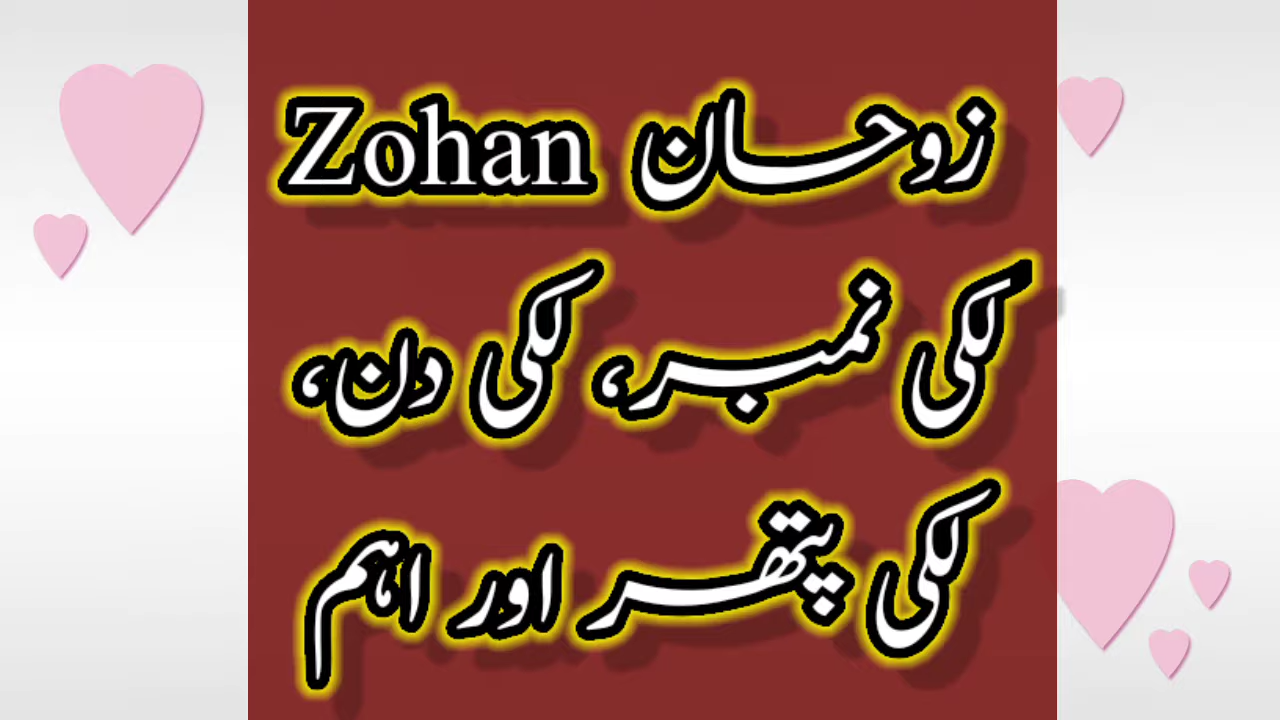 زوحان Zohan
لکی نمبر، لکی دن،
لکی پتھر اور اہم